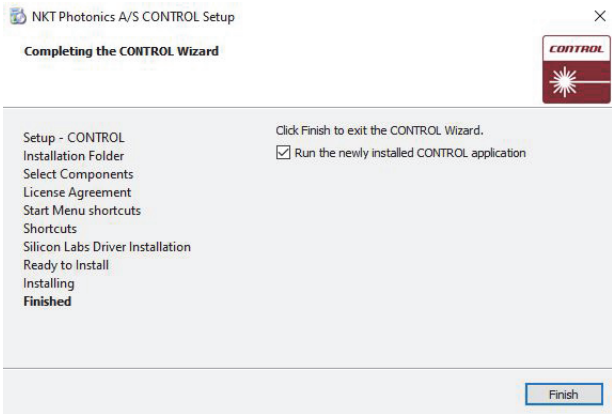 NKT Photonics A/S CONTROL Setup
Completing the CONTROL Wizard
CONTROL
Setup - CONTROL
Installation Folder
Select Components
License Agreement
Start Menu shortcuts
Shortcuts
Silicon Labs Driver Installation
Ready to Install
Installing
Finished
Click Finish to exit the CONTROL Wizard.
Run the newly installed CONTROL application
Finish